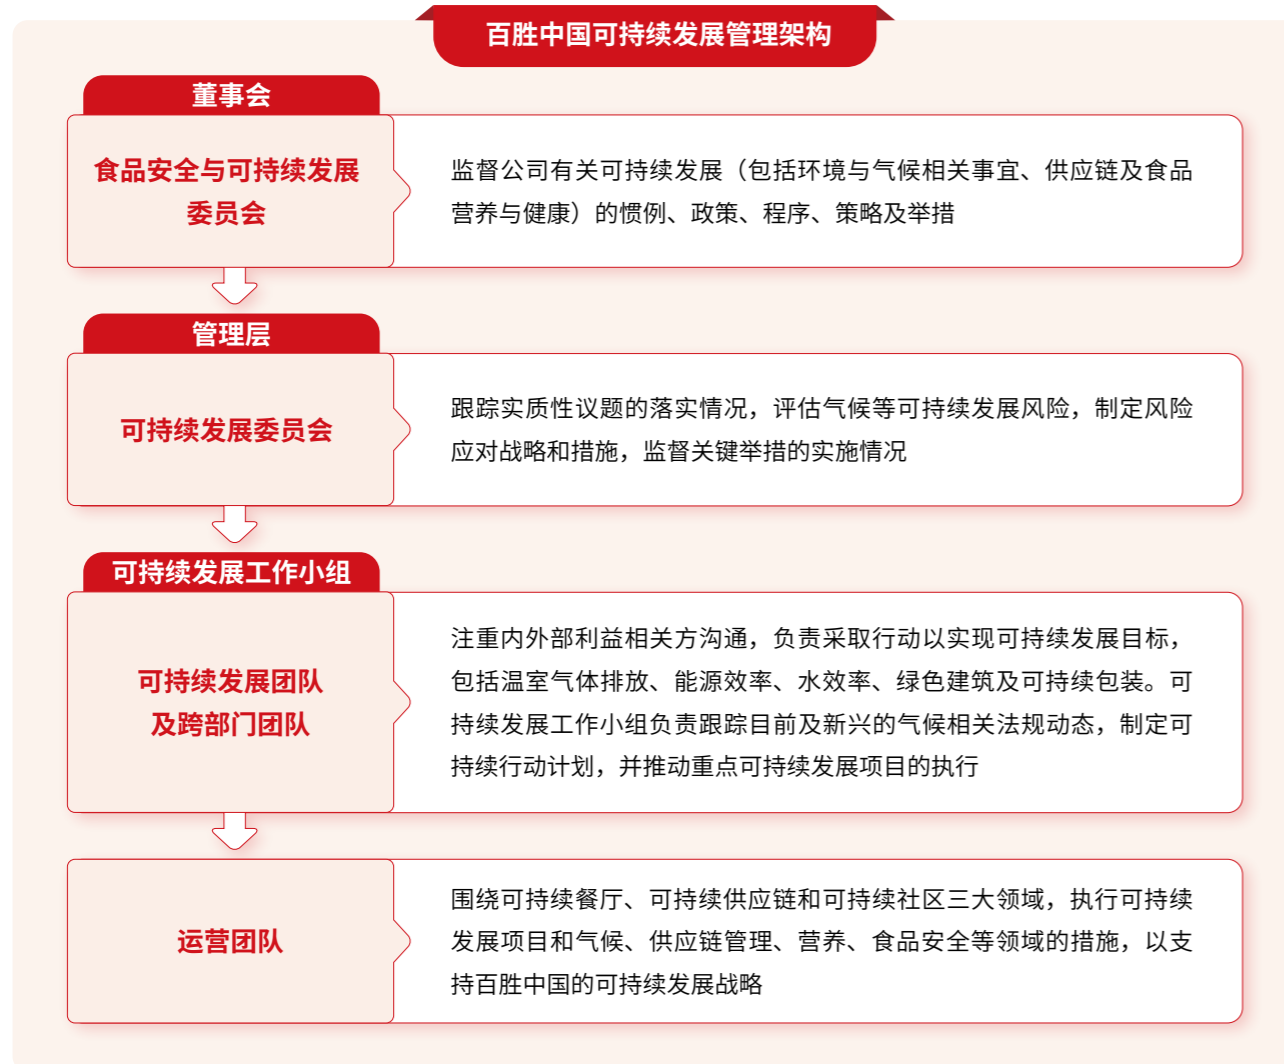 百胜中国可持续发展管理架构
董事会
食品安全与可持续发展
委员会
监督公司有关可持续发展（包括环境与气候相关事宜、供应链及食品
营养与健康）的惯例、政策、程序、策略及举措
管理层
可持续发展委员会
跟踪实质性议题的落实情况，评估气候等可持续发展风险，制定风险
应对战略和措施，监督关键举措的实施情况
可持续发展工作小组
可持续发展团队
及跨部门团队
注重内外部利益相关方沟通，负责采取行动以实现可持续发展目标，
包括温室气体排放、能源效率、水效率、绿色建筑及可持续包装。可
持续发展工作小组负责跟踪目前及新兴的气候相关法规动态，制定可
持续行动计划，并推动重点可持续发展项目的执行
运营团队
围绕可持续餐厅、可持续供应链和可持续社区三大领域，执行可持续
发展项目和气候、供应链管理、营养、食品安全等领域的措施，以支
持百胜中国的可持续发展战略